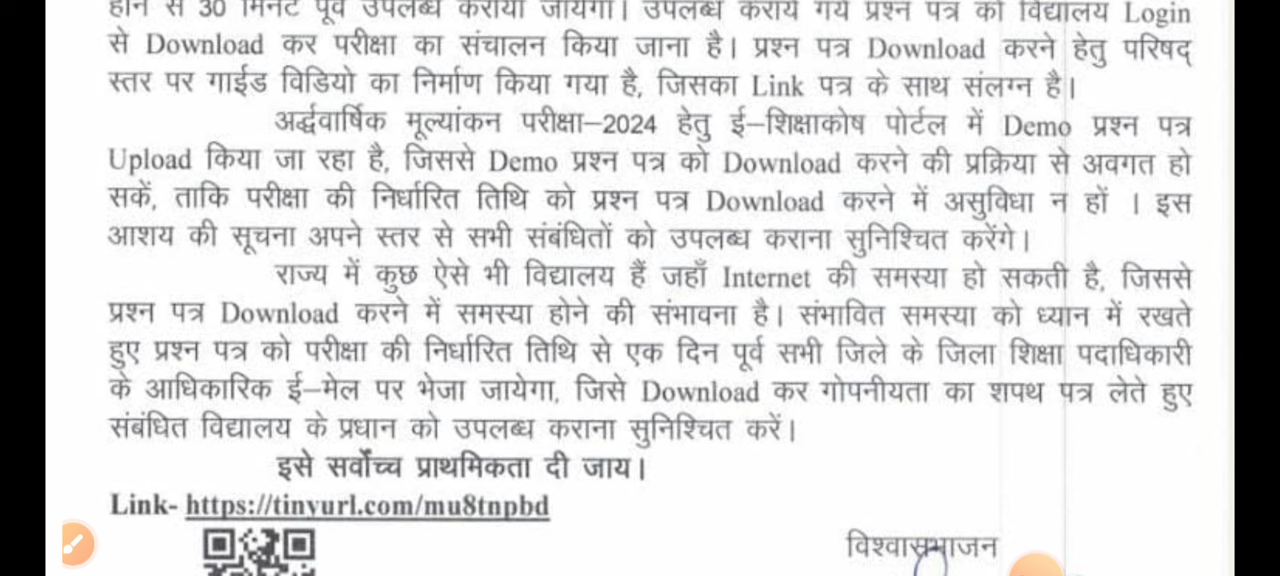 होने से 30 मिनट पूर्व उपलब्ध कराया जायेगा। उपलब्ध कराये गये प्रश्न पत्र को विद्यालय Login
से Download कर परीक्षा का संचालन किया जाना है। प्रश्न पत्र Download करने हेतु परिषद्
स्तर पर गाईड विडियो का निर्माण किया गया है, जिसका Link पत्र के साथ संलग्न है।
अर्द्धवार्षिक मूल्यांकन परीक्षा–2024 हेतु ई–शिक्षाकोष पोर्टल में Demo प्रश्न पत्र
Upload किया जा रहा है, जिससे Demo प्रश्न पत्र को Download करने की प्रक्रिया से अवगत हो
सकें, ताकि परीक्षा की निर्धारित तिथि को प्रश्न पत्र Download करने में असुविधा न हों । इस
आशय की सूचना अपने स्तर से सभी संबंधितों को उपलब्ध कराना सुनिश्चित करेंगे।
राज्य में कुछ ऐसे भी विद्यालय हैं जहाँ Internet की समस्या हो सकती है, जिससे
प्रश्न पत्र Download करने में समस्या होने की संभावना है। संभावित समस्या को ध्यान में रखते
हुए प्रश्न पत्र को परीक्षा की निर्धारित तिथि से एक दिन पूर्व सभी जिले के जिला शिक्षा पदाधिकारी
के आधिकारिक ई–मेल पर भेजा जायेगा, जिसे Download कर गोपनीयता का शपथ पत्र लेते हुए
संबंधित विद्यालय के प्रधान को उपलब्ध कराना सुनिश्चित करें।
इसे सर्वोच्च प्राथमिकता दी जाय।
Link- https://tinyurl.com/mu8tnpbd
विश्वासभाजन